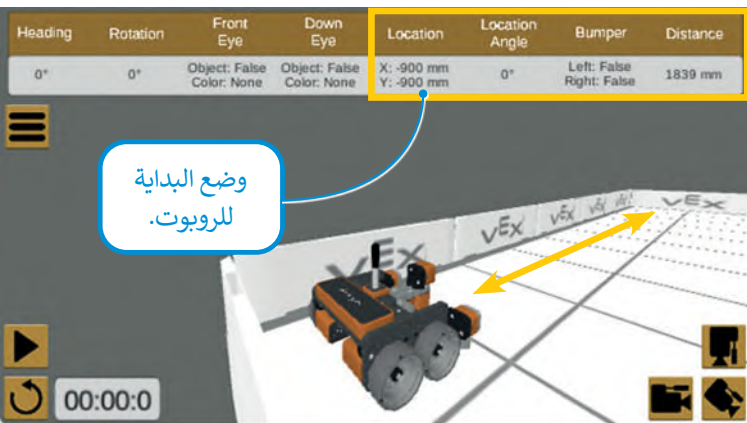 Heading Rotation Front Eye Down Eye Location Location Angle Bumper Distance
0° 0° Object: False Color: None Object: False Color: None X: -900 mm Y: -900 mm 0° Left: False Right: False 1839 mm
وضع البداية
للروبوت.
VEX
VEX
VEX
VEX
VEX
00:00:0